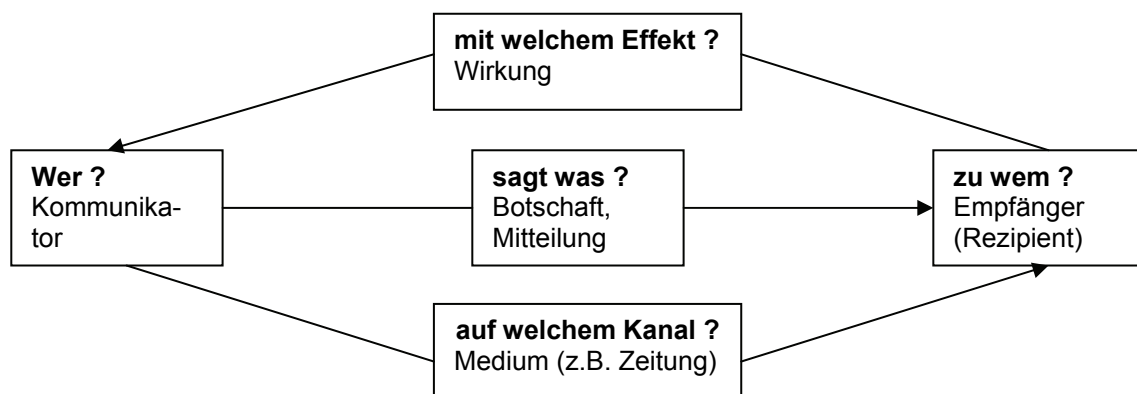 mit welchem Effekt ?
Wirkung
Wer ?
Kommunika-
tor
sagt was ?
Botschaft,
Mitteilung
zu wem ?
Empfänger
(Rezipient)
auf welchem Kanal ?
Medium (z.B. Zeitung)